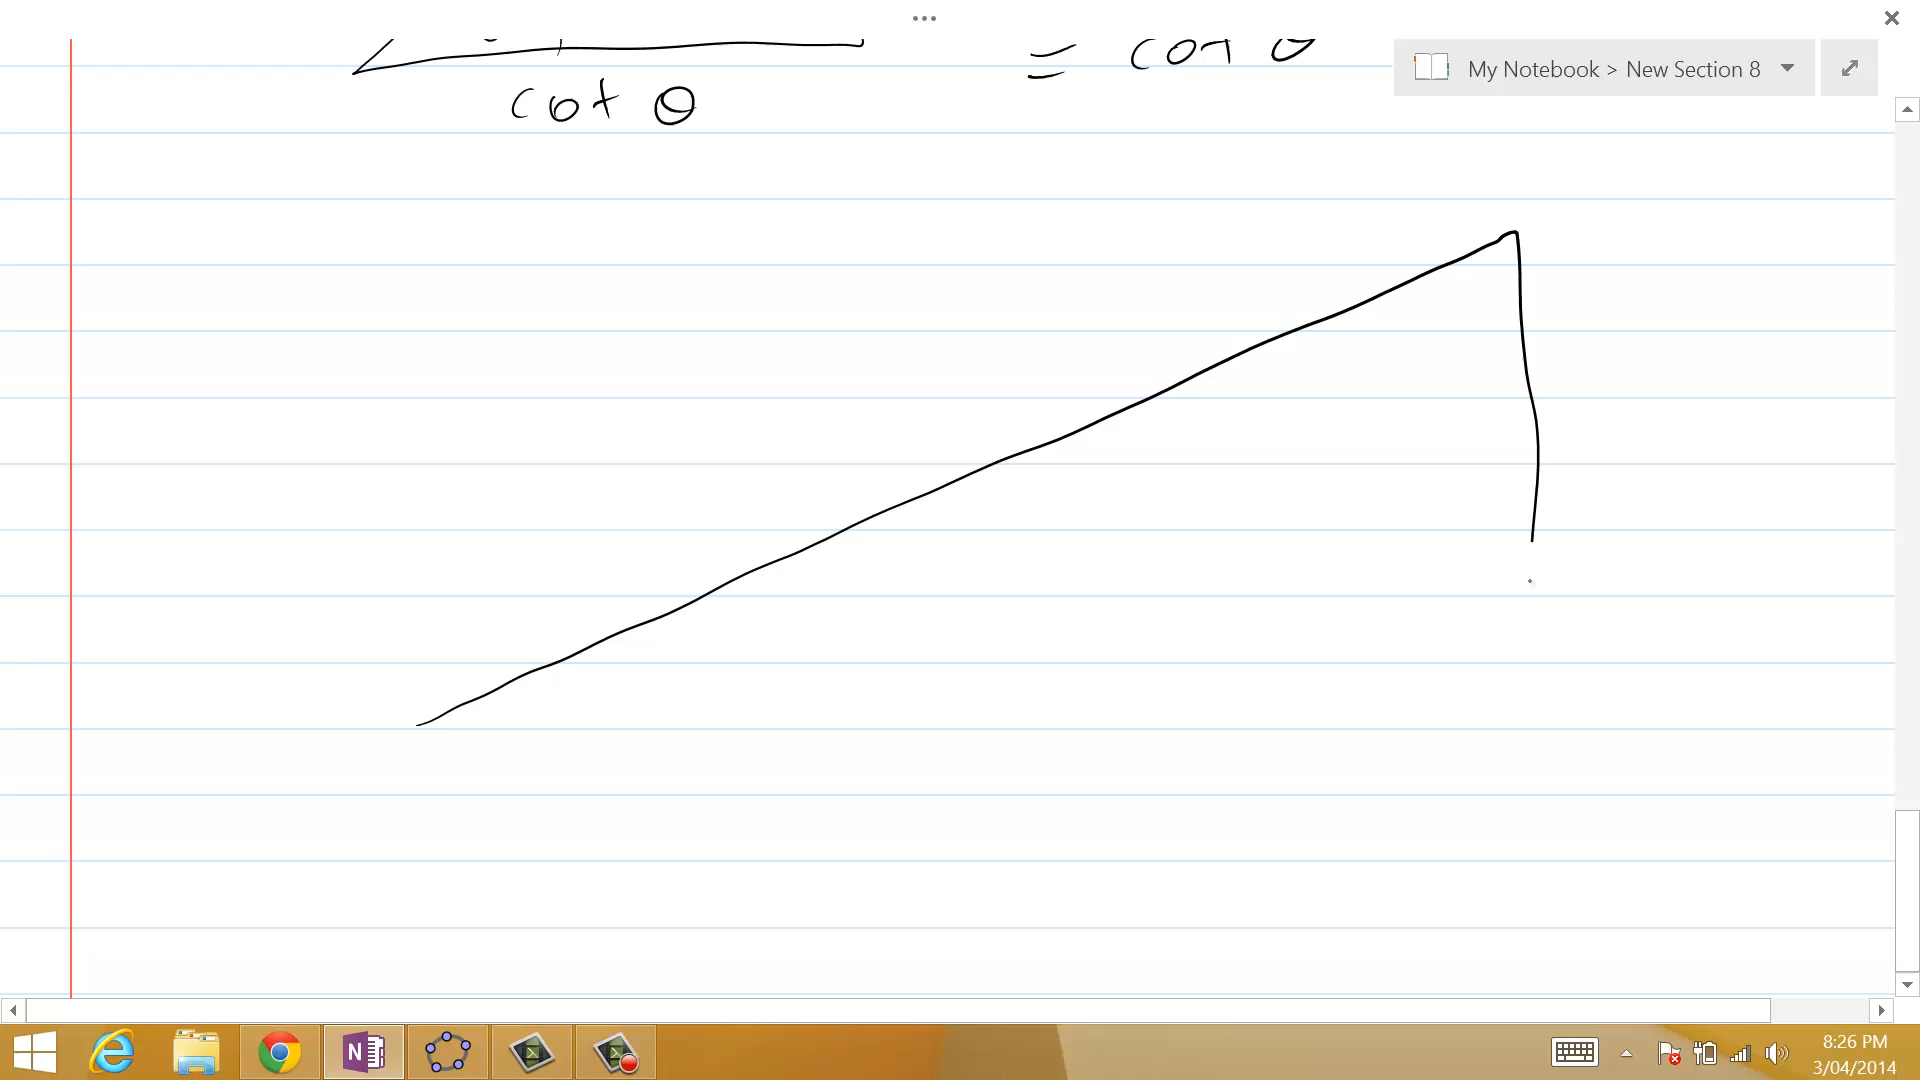 = cot θ
My Notebook > New Section 8
cot θ
8:26 PM
3/04/2014